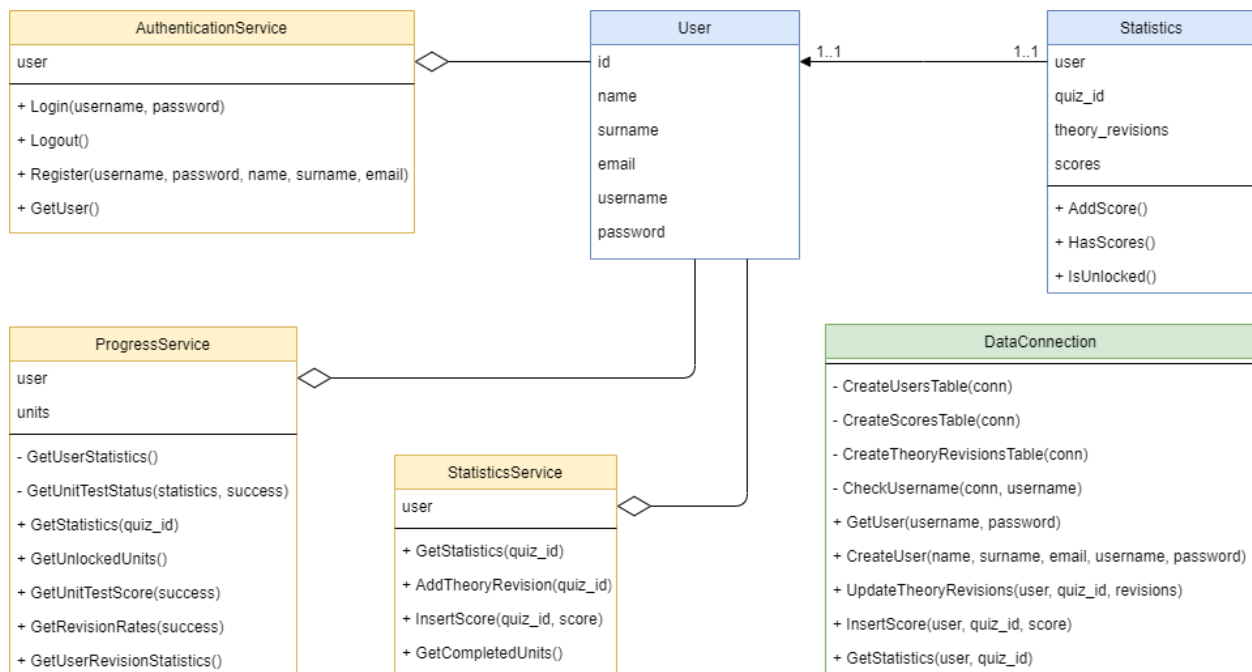 AuthenticationService
user
+ Login(username, password)
+ Logout()
+ Register(username, password, name, surname, email)
+ GetUser()
User
id
name
surname
email
username
password
1..1
1..1
Statistics
user
quiz_id
theory_revisions
scores
+ AddScore()
+ HasScores()
+ IsUnlocked()
ProgressService
user
units
- GetUserStatistics()
- GetUnitTestStatus(statistics, success)
+ GetStatistics(quiz_id)
+ GetUnlockedUnits()
+ GetUnitTestScore(success)
+ GetRevisionRates(success)
+ GetUserRevisionStatistics()
StatisticsService
user
+ GetStatistics(quiz_id)
+ AddTheoryRevision(quiz_id)
+ InsertScore(quiz_id, score)
+ GetCompletedUnits()
DataConnection
- CreateUsersTable(conn)
- CreateScoresTable(conn)
- CreateTheoryRevisionsTable(conn)
- CheckUsername(conn, username)
+ GetUser(username, password)
+ CreateUser(name, surname, email, username, password)
+ UpdateTheoryRevisions(user, quiz_id, revisions)
+ InsertScore(user, quiz_id, score)
+ GetStatistics(user, quiz_id)